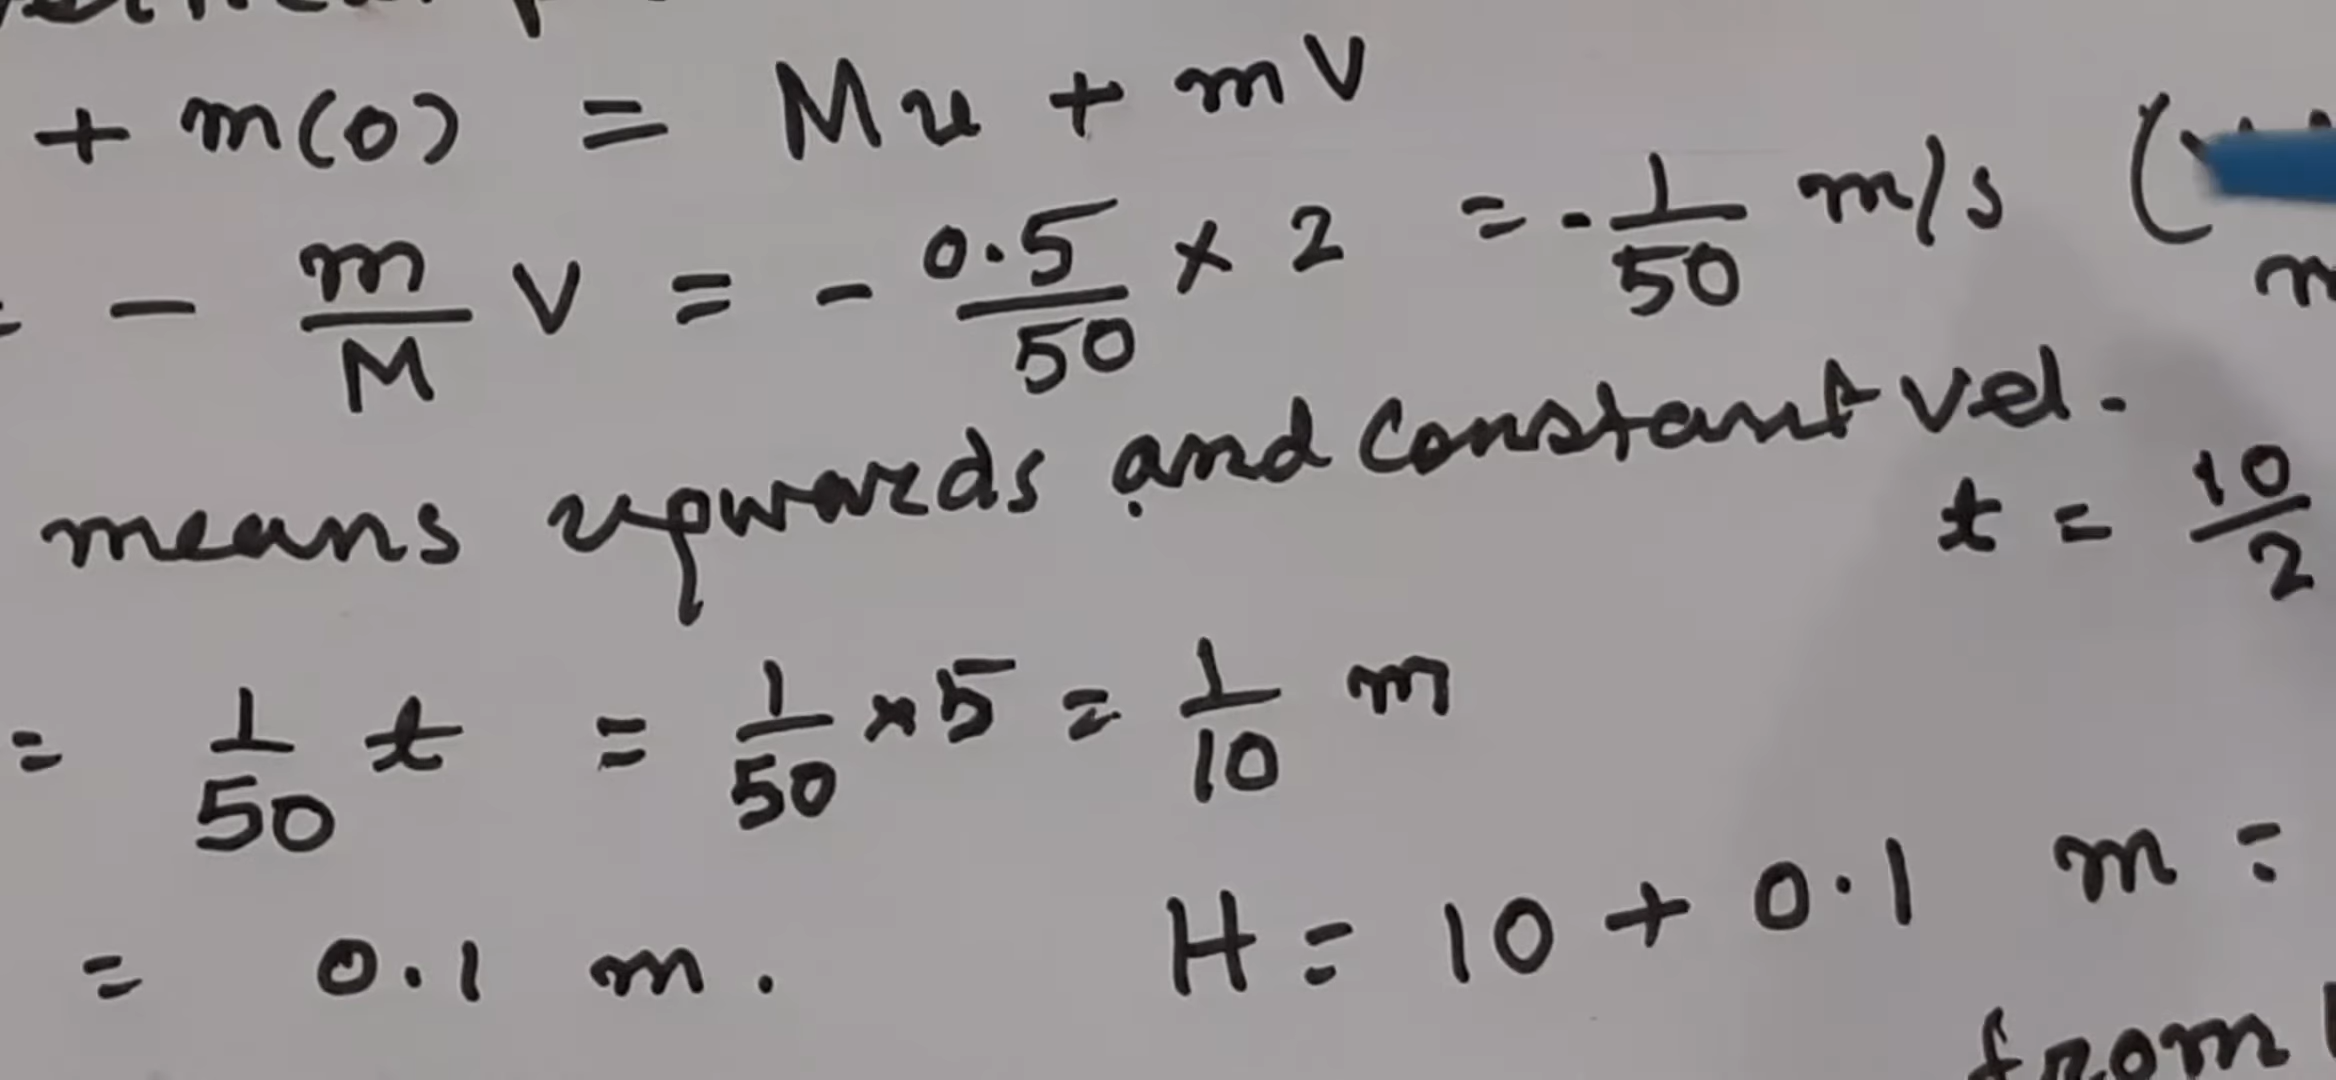 + m(0) = Mu + mV
- m/M V = - 0.5/50 × 2 = - 1/50 m/s (
means upwards and constant vel.
t = 10/2
= 1/50 t = 1/50 × 5 = 1/10 m
= 0.1 m. H = 10 + 0.1 m =
from